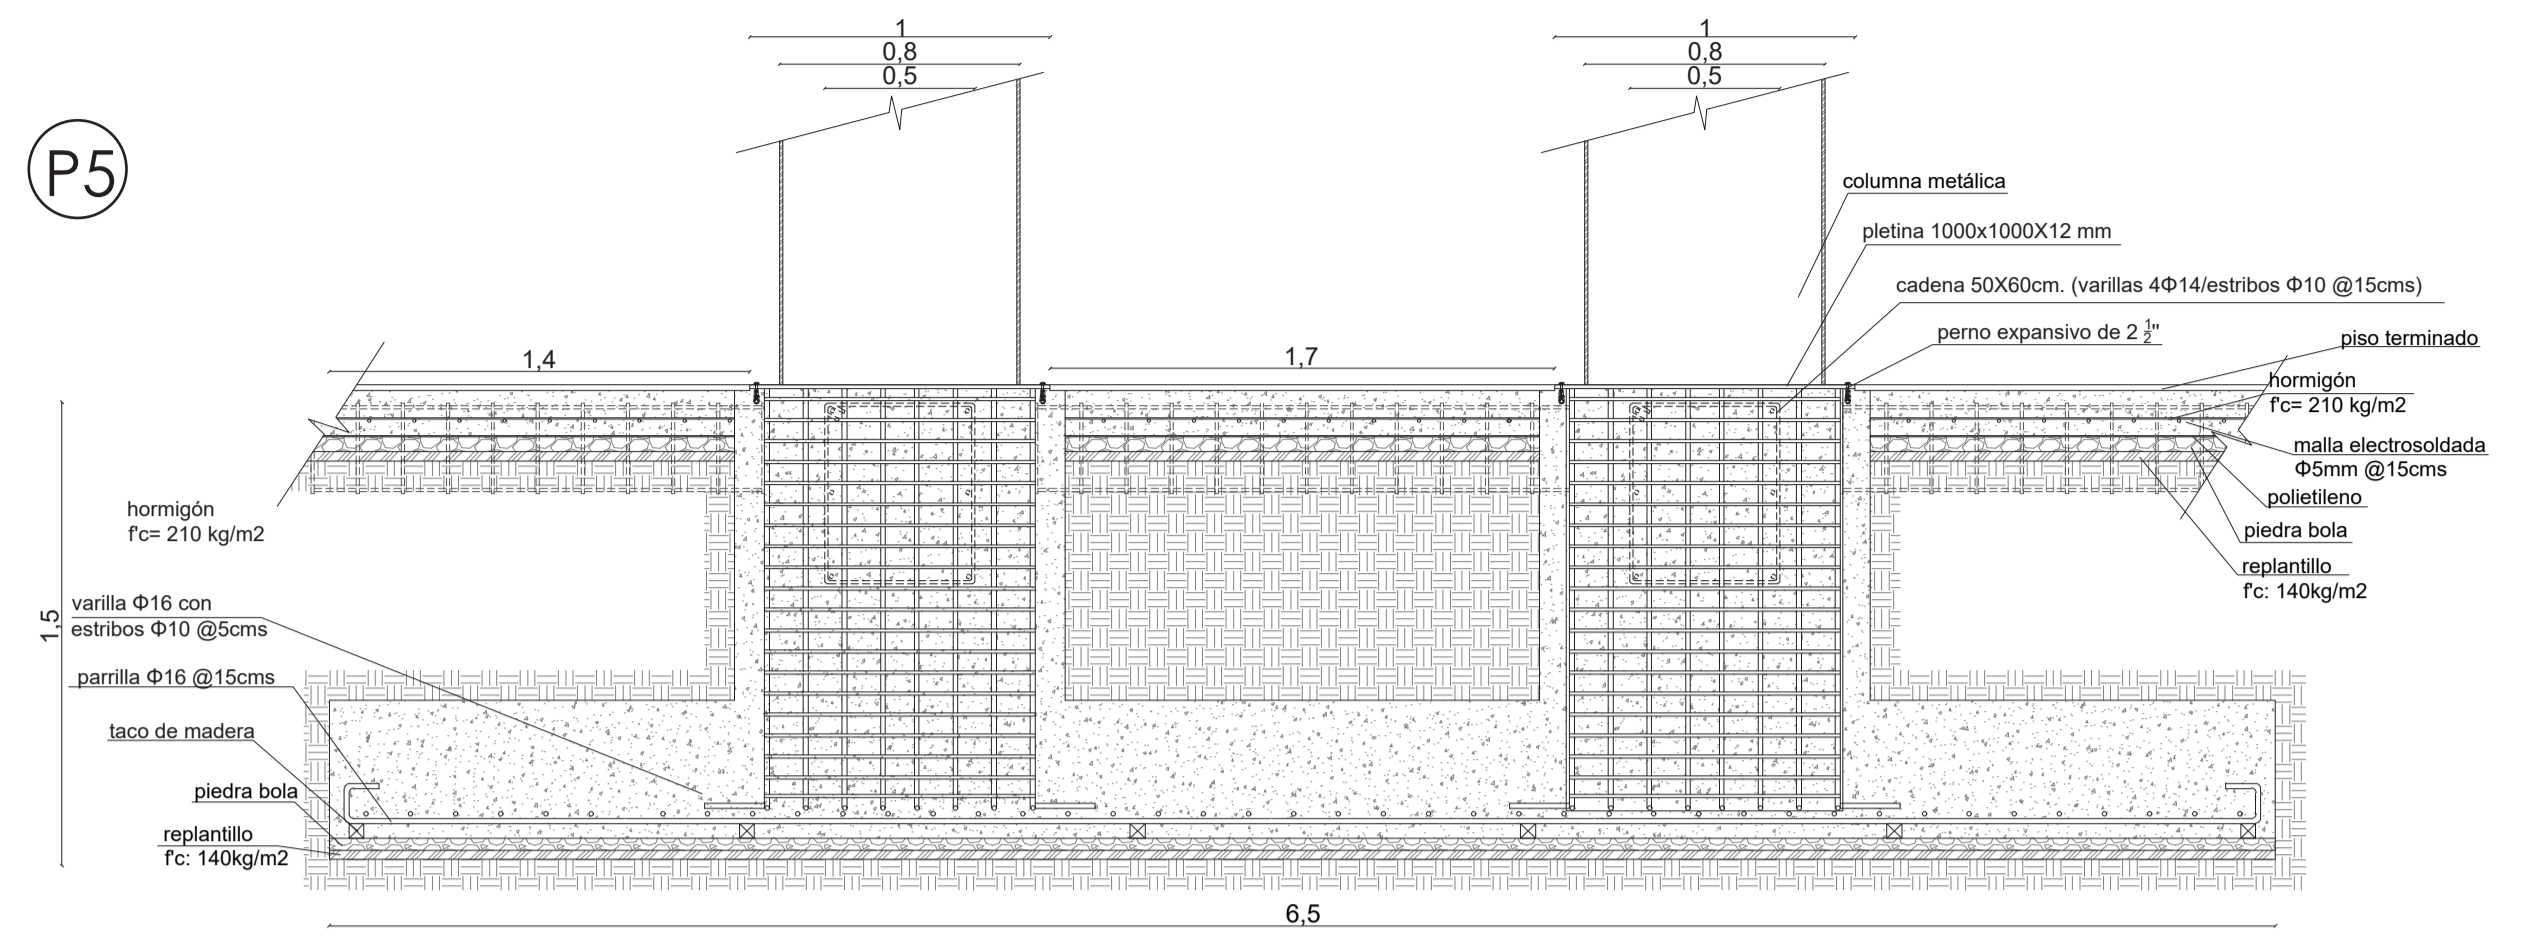 1
0,8
0,5
1
0,8
0,5
P5
columna metálica
pletina 1000x1000X12 mm
cadena 50X60cm. (varillas 4Φ14/estribos Φ10 @15cms)
perno expansivo de 2 1/2"
piso terminado
1,4
1,7
hormigón
f'c= 210 kg/m2
malla electrosoldada
Φ5mm @15cms
polietileno
piedra bola
replantillo
f'c: 140kg/m2
hormigón
f'c= 210 kg/m2
1,5
varilla Φ16 con
estribos Φ10 @5cms
parrilla Φ16 @15cms
taco de madera
piedra bola
replantillo
f'c: 140kg/m2
6,5